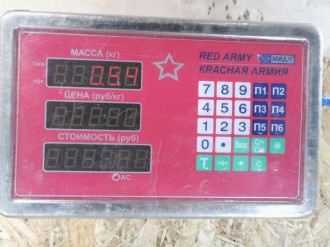 МАССА (кг)
0.54
ЦЕНА (руб/кг)
СТОИМОСТЬ (руб)
AC
RED ARMY
КРАСНАЯ АРМИЯ
7 8 9 П1 П2
4 5 6 П3 П4
1 2 3 П5 П6
0
T + C